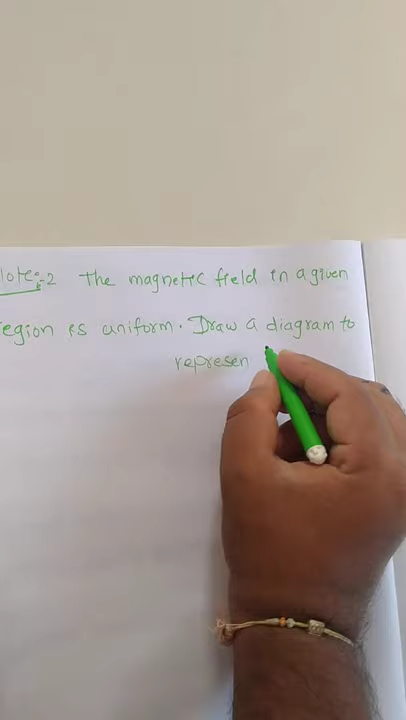 Note:-2 The magnetic field in a given
region is uniform. Draw a diagram to
represen